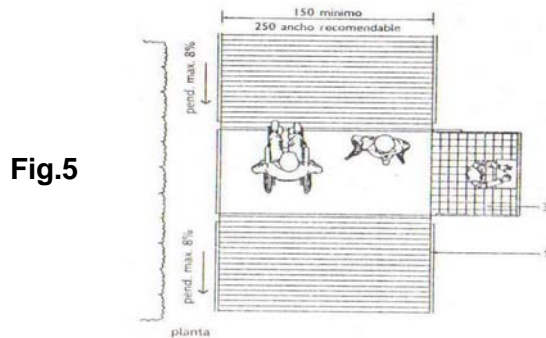 150 mínimo
250 ancho recomendable
pend. max. 8%
Fig.5
pend. max. 8%
planta